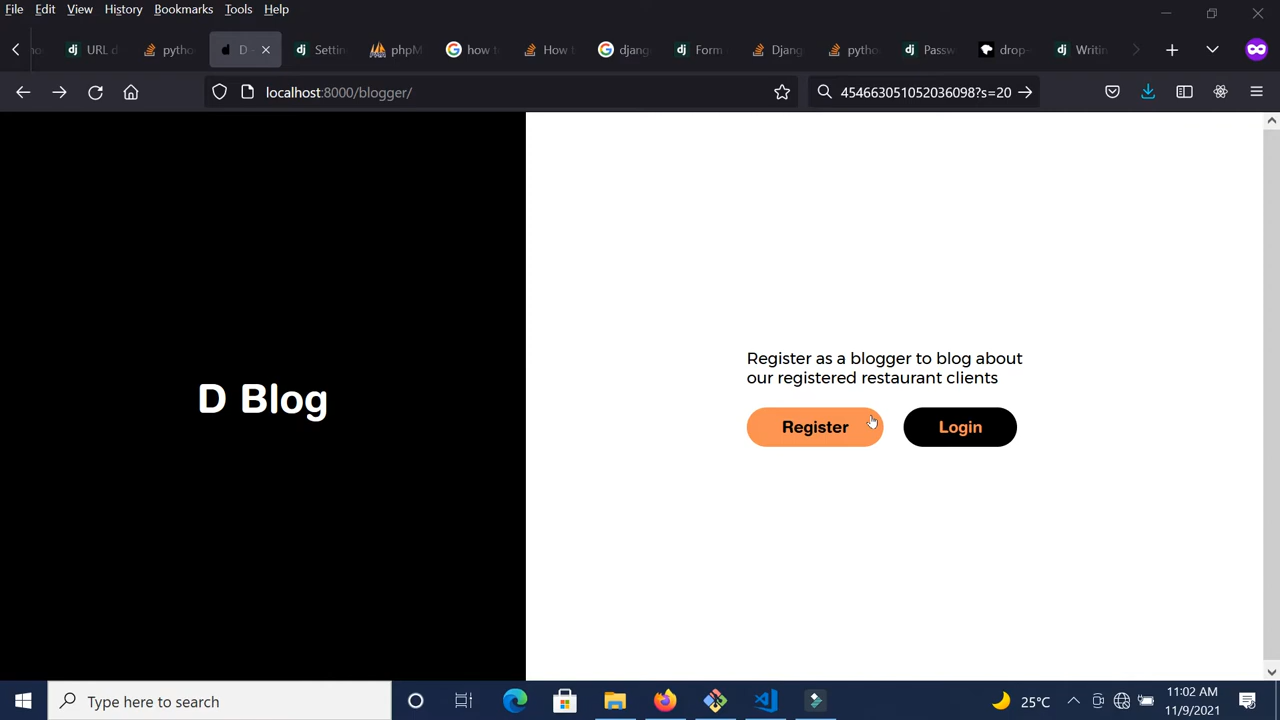 File Edit View History Bookmarks Tools Help
URL d
pytho
D -
Settin
phpM
how t
How t
djang
Form
Djang
pytho
Passw
drop-
Writin
localhost:8000/blogger/
454663051052036098?s=20
D Blog
Register as a blogger to blog about
our registered restaurant clients
Register Login
Type here to search
25°C
11:02 AM
11/9/2021